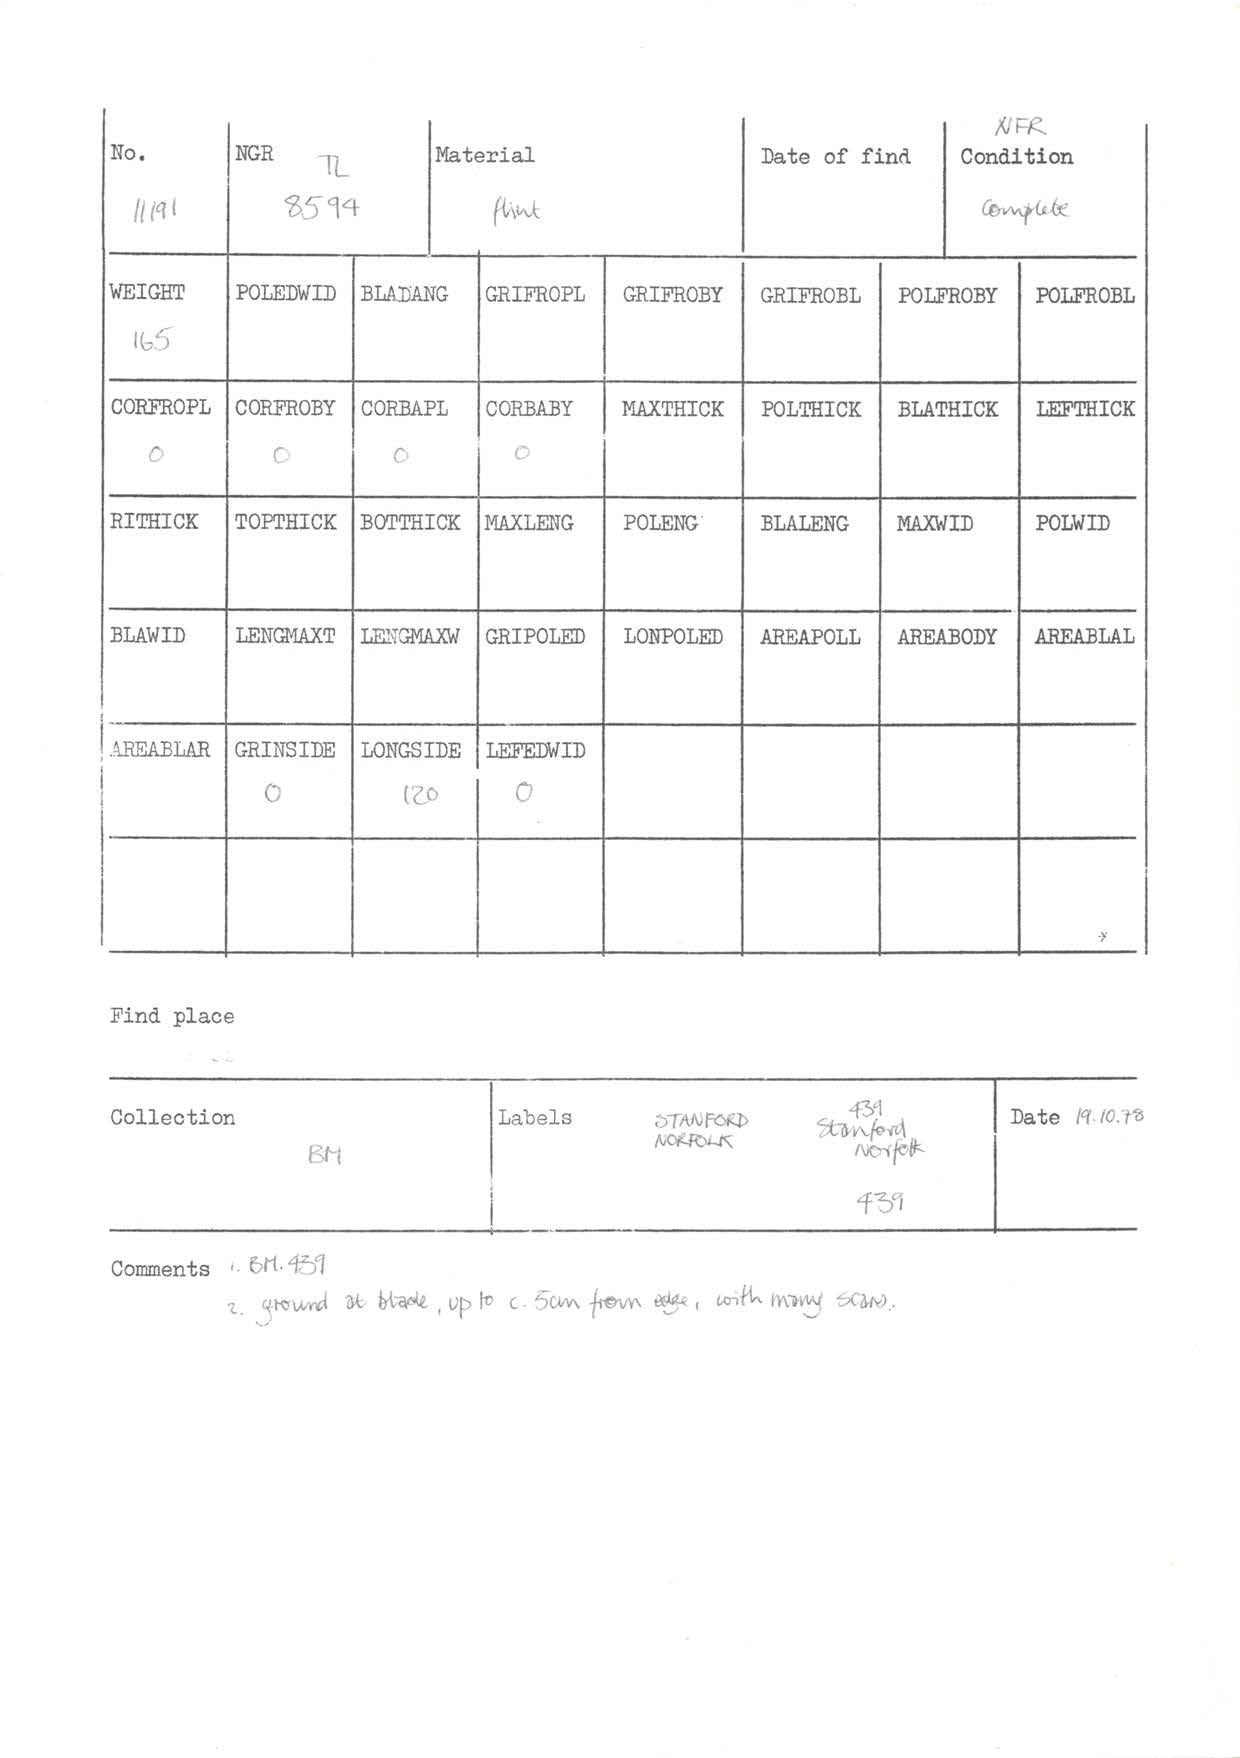 NFR
No. NGR TL Material Date of find Condition
11191 8594 flint Complete
WEIGHT POLEDWID BLADANG GRIFROPL GRIFROBY GRIFROBL POLFROBY POLFROBL
165
CORFROPL CORFROBY CORBAPL CORBABY MAXTHICK POLTHICK BLATHICK LEFTHICK
0 0 0 0
RITHICK TOPTHICK BOTTHICK MAXLENG POLENG BLALENG MAXWID POLWID
BLAWID LENGMAXT LENGMAXW GRIPOLED LONPOLED AREAPOLL AREABODY AREABLAL
AREABLAR GRINSIDE LONGSIDE LEFEDWID
0 120 0
Find place
Collection
BM
Labels
STANFORD
NORFOLK
439
Stanford
Norfolk
439
Date 19.10.78
Comments 1. BM.439
2. ground at blade, up to c. 5cm from edge, with many scars.